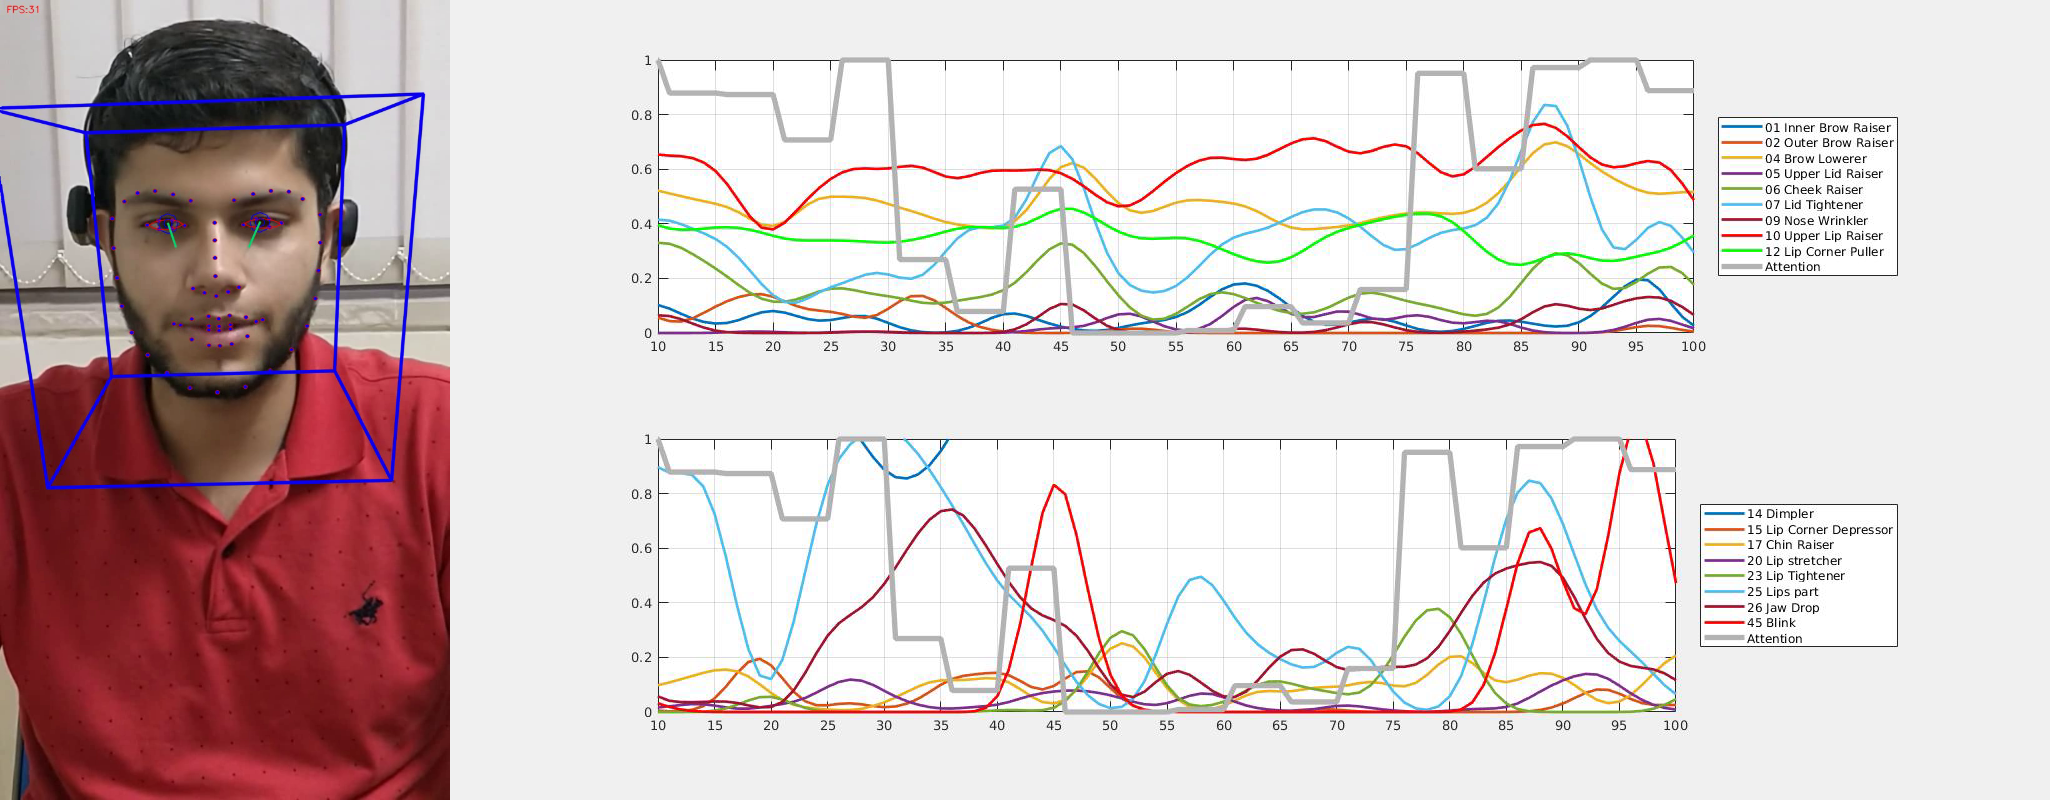 FPS:31
1
0.8
0.6
0.4
0.2
0
10 15 20 25 30 35 40 45 50 55 60 65 70 75 80 85 90 95 100
01 Inner Brow Raiser
02 Outer Brow Raiser
04 Brow Lowerer
05 Upper Lid Raiser
06 Cheek Raiser
07 Lid Tightener
09 Nose Wrinkler
10 Upper Lip Raiser
12 Lip Corner Puller
Attention
1
0.8
0.6
0.4
0.2
0
10 15 20 25 30 35 40 45 50 55 60 65 70 75 80 85 90 95 100
14 Dimpler
15 Lip Corner Depressor
17 Chin Raiser
20 Lip stretcher
23 Lip Tightener
25 Lips part
26 Jaw Drop
45 Blink
Attention